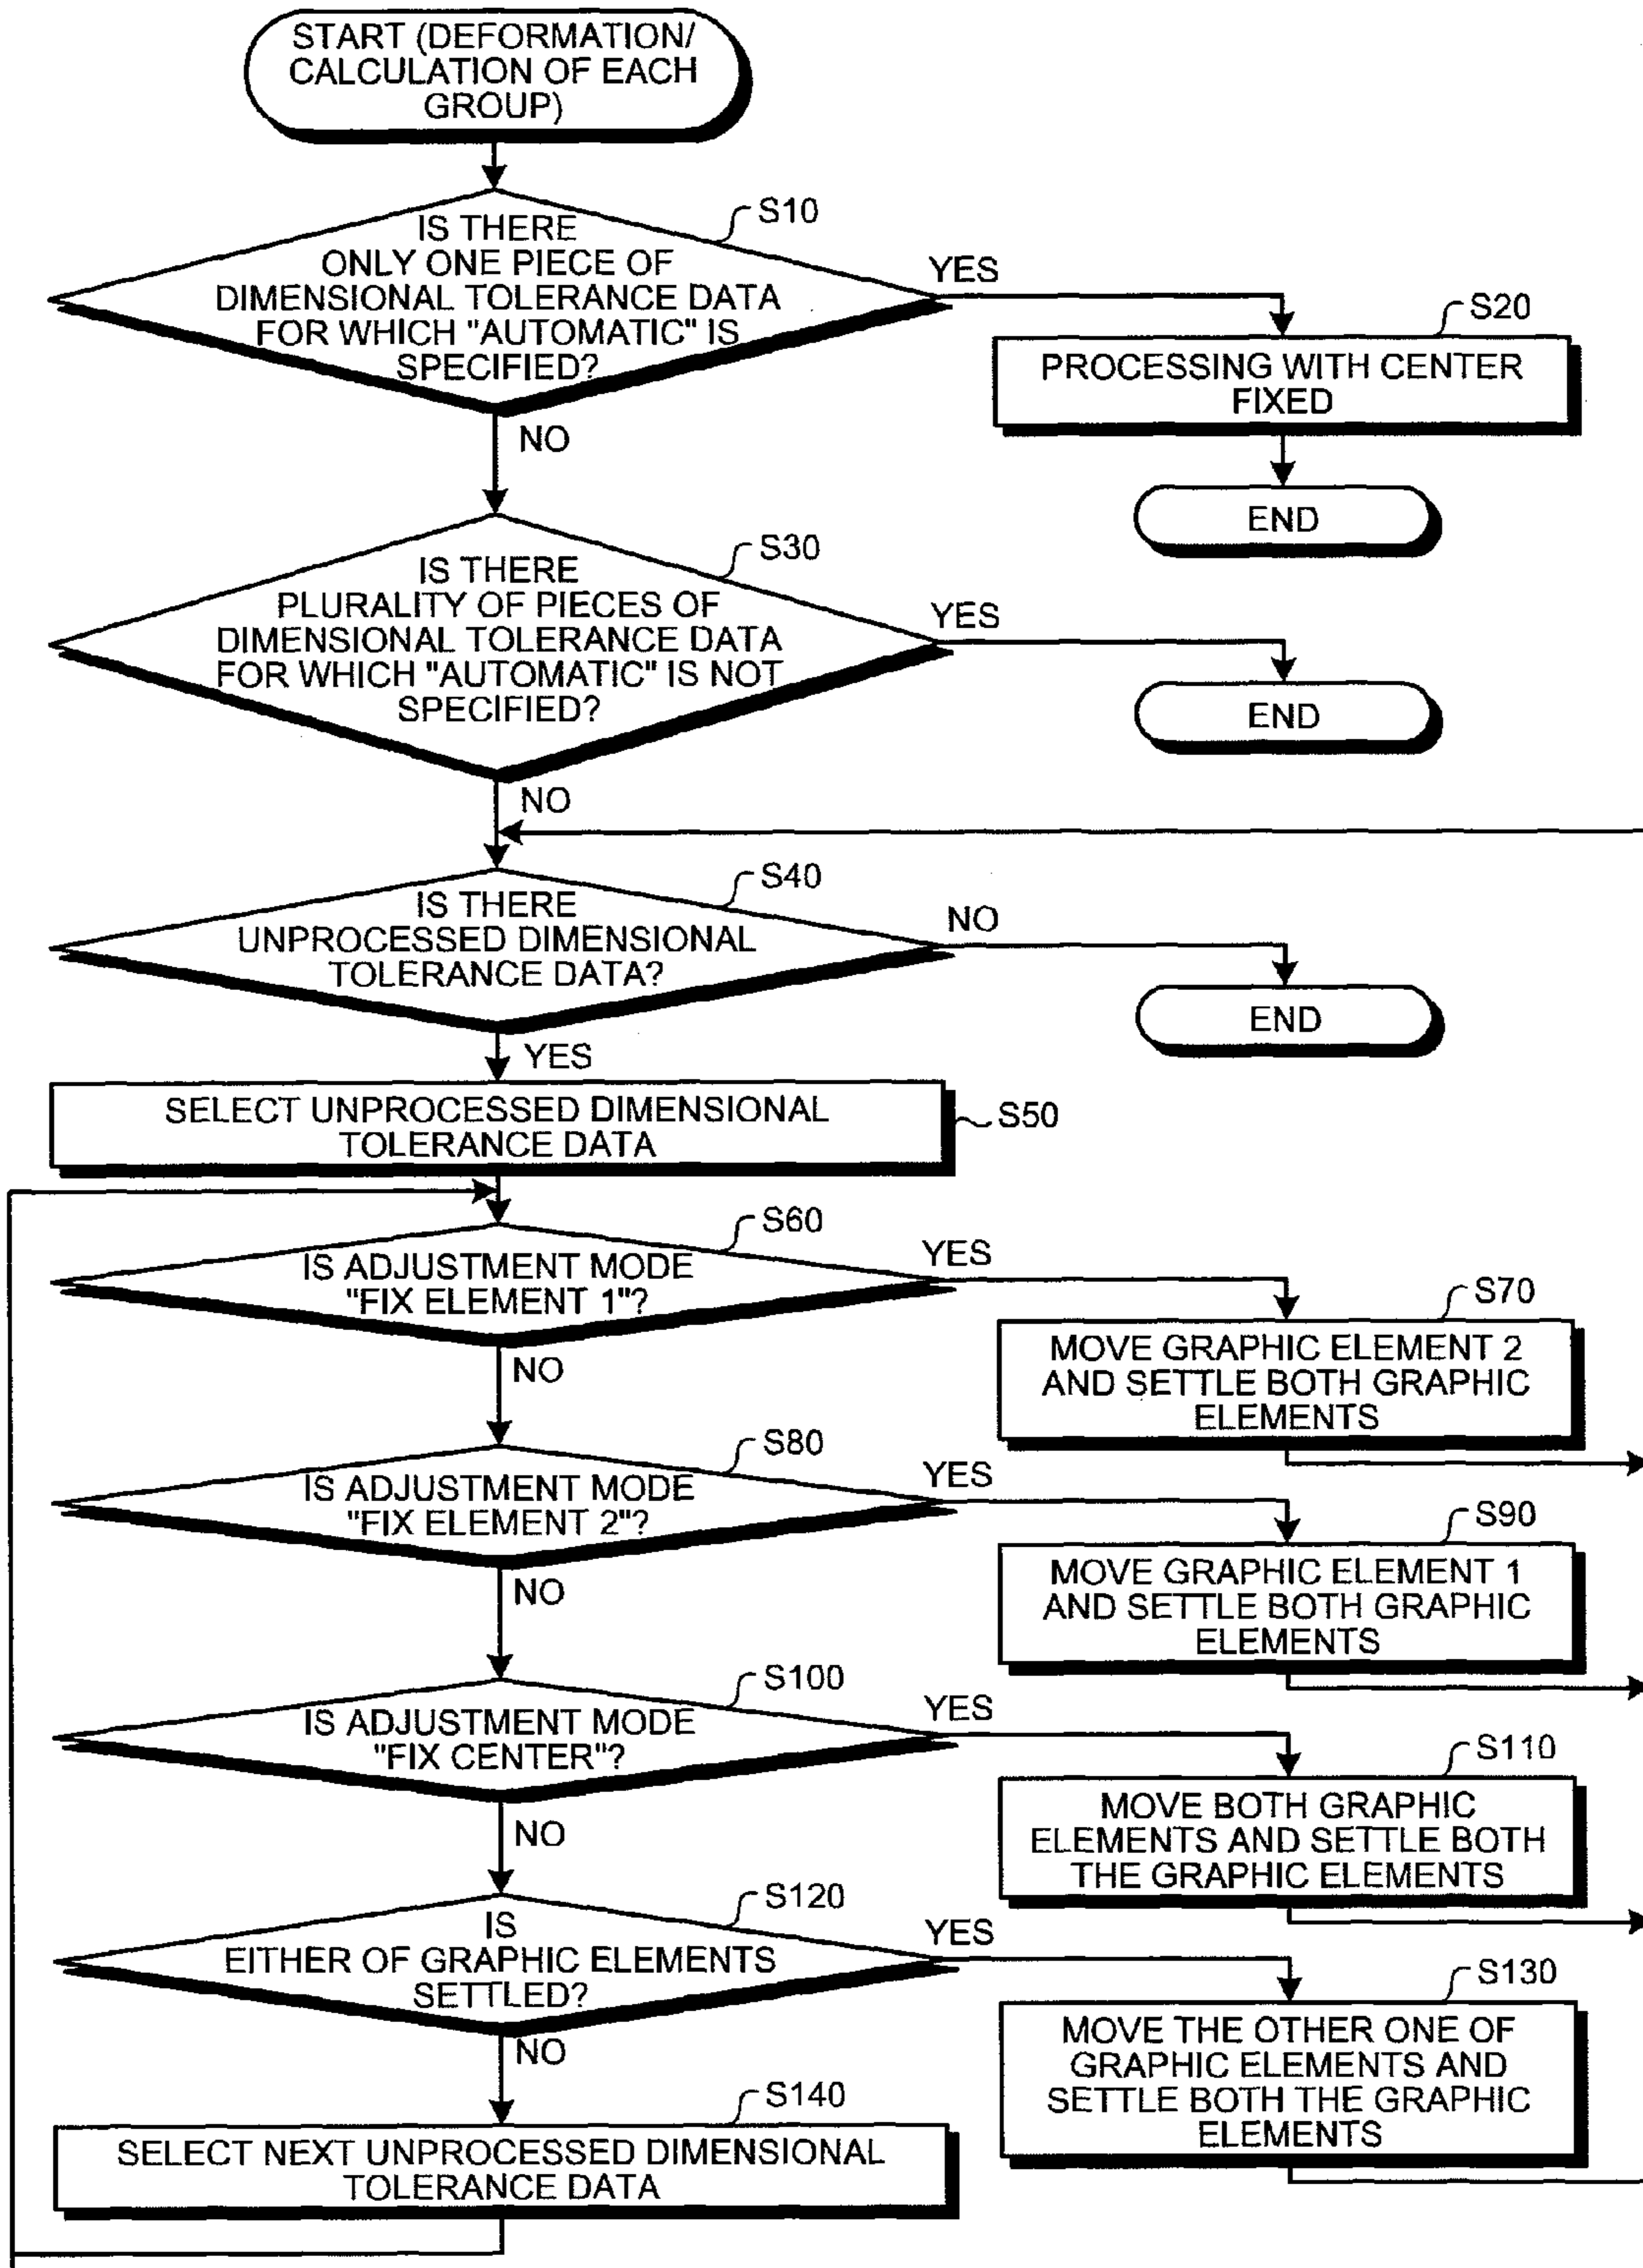 START (DEFORMATION/
CALCULATION OF EACH
GROUP)
S10
IS THERE
ONLY ONE PIECE OF
DIMENSIONAL TOLERANCE DATA
FOR WHICH "AUTOMATIC" IS
SPECIFIED?
YES
S20
PROCESSING WITH CENTER
FIXED
NO
END
S30
IS THERE
PLURALITY OF PIECES OF
DIMENSIONAL TOLERANCE DATA
FOR WHICH "AUTOMATIC" IS NOT
SPECIFIED?
YES
END
NO
S40
IS THERE
UNPROCESSED DIMENSIONAL
TOLERANCE DATA?
NO
END
YES
SELECT UNPROCESSED DIMENSIONAL
TOLERANCE DATA
S50
S60
IS ADJUSTMENT MODE
"FIX ELEMENT 1"?
YES
S70
MOVE GRAPHIC ELEMENT 2
AND SETTLE BOTH GRAPHIC
ELEMENTS
NO
S80
IS ADJUSTMENT MODE
"FIX ELEMENT 2"?
YES
S90
MOVE GRAPHIC ELEMENT 1
AND SETTLE BOTH GRAPHIC
ELEMENTS
NO
S100
IS ADJUSTMENT MODE
"FIX CENTER"?
YES
S110
MOVE BOTH GRAPHIC
ELEMENTS AND SETTLE BOTH
THE GRAPHIC ELEMENTS
NO
S120
IS
EITHER OF GRAPHIC ELEMENTS
SETTLED?
YES
S130
MOVE THE OTHER ONE OF
GRAPHIC ELEMENTS AND
SETTLE BOTH THE GRAPHIC
ELEMENTS
NO
S140
SELECT NEXT UNPROCESSED DIMENSIONAL
TOLERANCE DATA